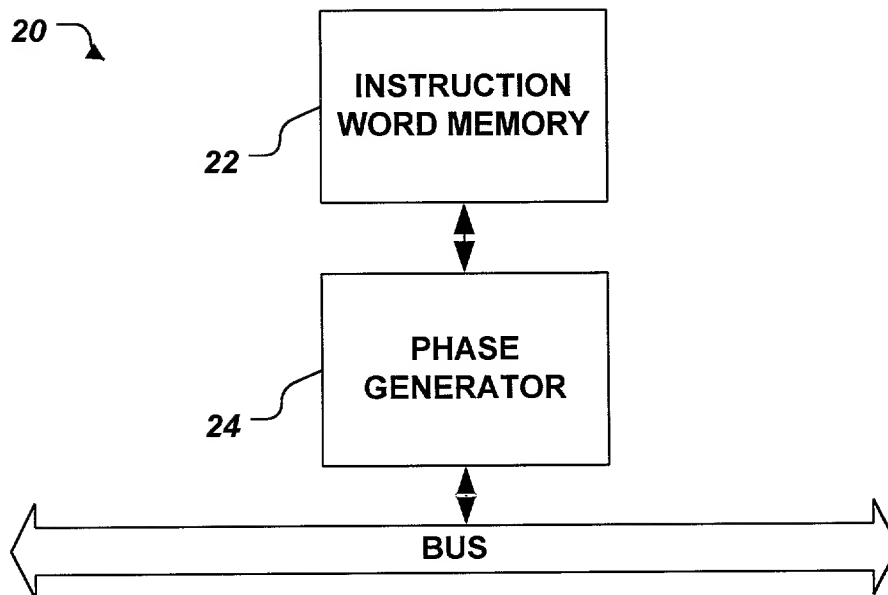 20
INSTRUCTION
WORD MEMORY
22
PHASE
GENERATOR
24
BUS